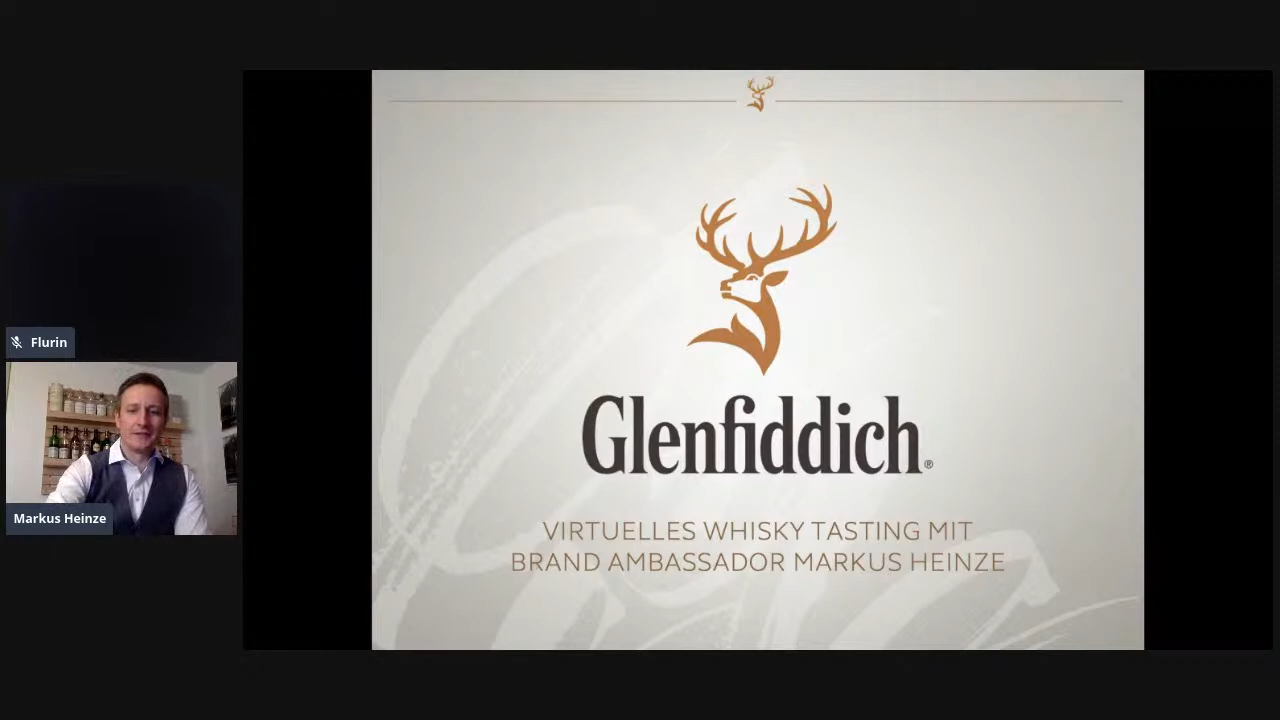 Flurin
Markus Heinze
Glenfiddich®
VIRTUELLES WHISKY TASTING MIT
BRAND AMBASSADOR MARKUS HEINZE